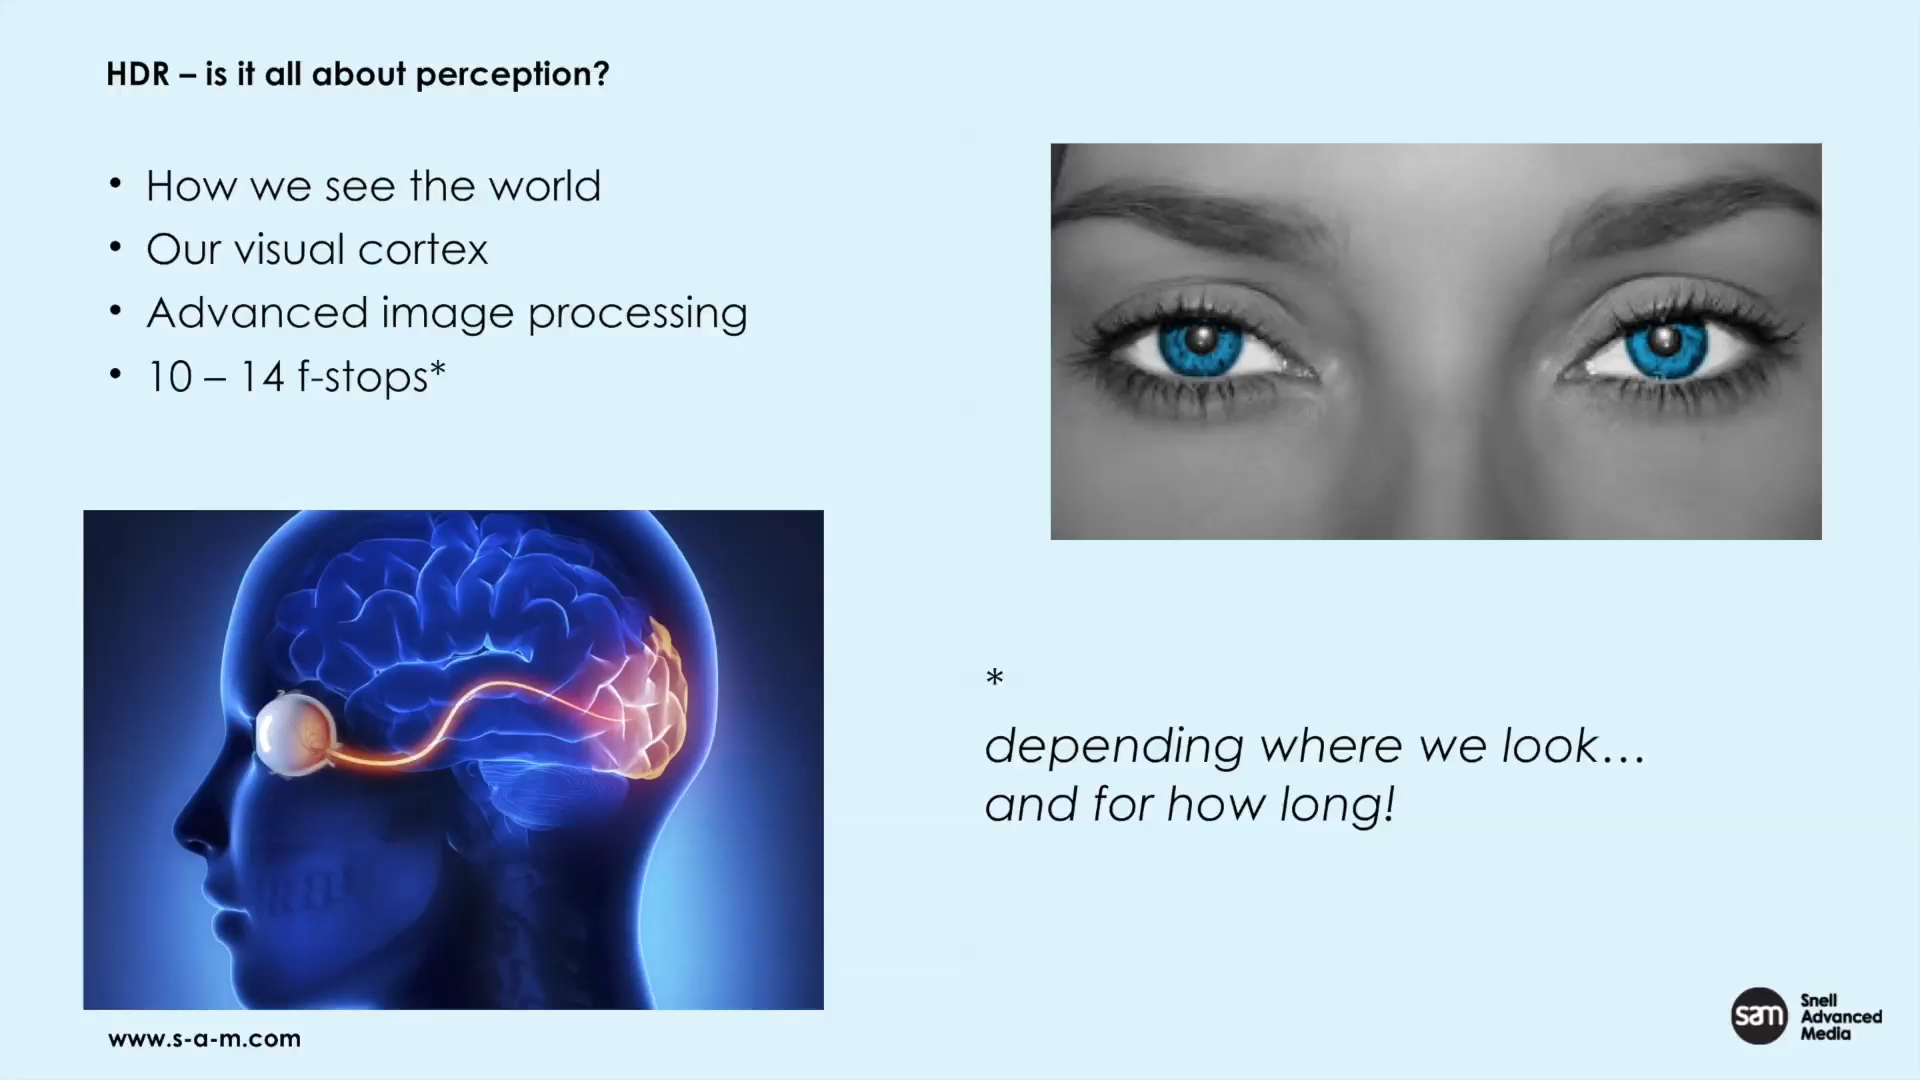 HDR – is it all about perception?
• How we see the world
• Our visual cortex
• Advanced image processing
• 10 – 14 f-stops*
*
depending where we look...
and for how long!
www.s-a-m.com
sam
Snell
Advanced
Media